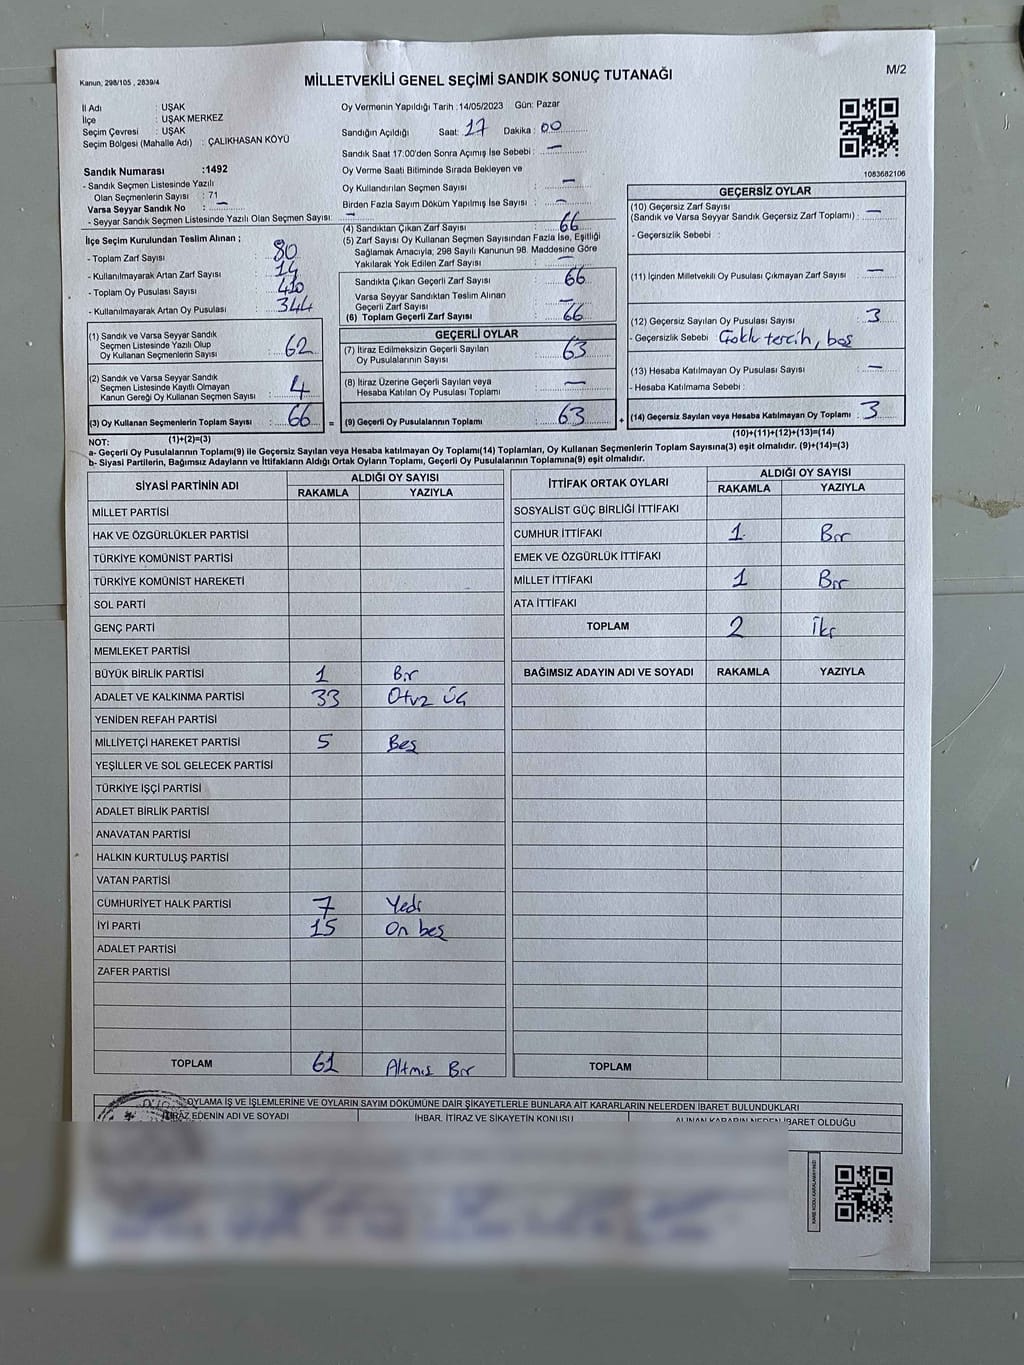 Kanun; 298/105 , 2839/4
MİLLETVEKİLİ GENEL SEÇİMİ SANDIK SONUÇ TUTANAĞI
M/2
İl Adı : UŞAK
İlçe : UŞAK MERKEZ
Seçim Çevresi : UŞAK
Seçim Bölgesi (Mahalle Adı) : ÇALIKHASAN KÖYÜ
Oy Vermenin Yapıldığı Tarih :14/05/2023 Gün: Pazar
Sandığın Açıldığı Saat: 17 Dakika : 00
Sandık Saat 17:00'den Sonra Açımış İse Sebebi : —
Oy Verme Saati Bitiminde Sırada Bekleyen ve
Oy Kullandırılan Seçmen Sayısı : —
Birden Fazla Sayım Döküm Yapılmış İse Sayısı : —
1083682106
Sandık Numarası :1492
- Sandık Seçmen Listesinde Yazılı
Olan Seçmenlerin Sayısı : 71
Varsa Seyyar Sandık No : —
- Seyyar Sandık Seçmen Listesinde Yazılı Olan Seçmen Sayısı: —
İlçe Seçim Kurulundan Teslim Alınan ;
- Toplam Zarf Sayısı : 80
- Kullanılmayarak Artan Zarf Sayısı : 14
- Toplam Oy Pusulası Sayısı : 410
- Kullanılmayarak Artan Oy Pusulası : 344
(1) Sandık ve Varsa Seyyar Sandık
Seçmen Listesinde Yazılı Olup
Oy Kullanan Seçmenlerin Sayısı : 62
(2) Sandık ve Varsa Seyyar Sandık
Seçmen Listesinde Kayıtlı Olmayan
Kanun Gereği Oy Kullanan Seçmen Sayısı : 4
(3) Oy Kullanan Seçmenlerin Toplam Sayısı : 66
(1)+(2)=(3)
(4) Sandıktan Çıkan Zarf Sayısı : 66
(5) Zarf Sayısı Oy Kullanan Seçmen Sayısından Fazla İse, Eşitliği
Sağlamak Amacıyla, 298 Sayılı Kanunun 98. Maddesine Göre
Yakılarak Yok Edilen Zarf Sayısı : —
Sandıkta Çıkan Geçerli Zarf Sayısı : 66
Varsa Seyyar Sandıktan Teslim Alınan
Geçerli Zarf Sayısı : —
(6) Toplam Geçerli Zarf Sayısı : 66
GEÇERLİ OYLAR
(7) İtiraz Edilmeksizin Geçerli Sayılan
Oy Pusulalarının Sayısı : 63
(8) İtiraz Üzerine Geçerli Sayılan veya
Hesaba Katılan Oy Pusulası Toplamı : —
= (9) Geçerli Oy Pusulalarının Toplamı : 63 +
GEÇERSİZ OYLAR
(10) Geçersiz Zarf Sayısı
(Sandık ve Varsa Seyyar Sandık Geçersiz Zarf Toplamı) : —
- Geçersizlik Sebebi :
(11) İçinden Milletvekili Oy Pusulası Çıkmayan Zarf Sayısı : —
(12) Geçersiz Sayılan Oy Pusulası Sayısı : 3
- Geçersizlik Sebebi Çoklu tercih, boş
(13) Hesaba Katılmayan Oy Pusulası Sayısı : —
- Hesaba Katılmama Sebebi :
(14) Geçersiz Sayılan veya Hesaba Katılmayan Oy Toplamı : 3
(10)+(11)+(12)+(13)=(14)
NOT:
a- Geçerli Oy Pusulalarının Toplamı(9) ile Geçersiz Sayılan veya Hesaba katılmayan Oy Toplamı(14) Toplamları, Oy Kullanan Seçmenlerin Toplam Sayısına(3) eşit olmalıdır. (9)+(14)=(3)
b- Siyasi Partilerin, Bağımsız Adayların ve İttifakların Aldığı Ortak Oyların Toplamı, Geçerli Oy Pusulalarının Toplamına(9) eşit olmalıdır.
SİYASİ PARTİNİN ADI ALDIĞI OY SAYISI
RAKAMLA YAZIYLA
MİLLET PARTİSİ
HAK VE ÖZGÜRLÜKLER PARTİSİ
TÜRKİYE KOMÜNİST PARTİSİ
TÜRKİYE KOMÜNİST HAREKETİ
SOL PARTİ
GENÇ PARTİ
MEMLEKET PARTİSİ
BÜYÜK BİRLİK PARTİSİ 1 Bir
ADALET VE KALKINMA PARTİSİ 33 Otuz Üç
YENİDEN REFAH PARTİSİ
MİLLİYETÇİ HAREKET PARTİSİ 5 Beş
YEŞİLLER VE SOL GELECEK PARTİSİ
TÜRKİYE İŞÇİ PARTİSİ
ADALET BİRLİK PARTİSİ
ANAVATAN PARTİSİ
HALKIN KURTULUŞ PARTİSİ
VATAN PARTİSİ
CUMHURİYET HALK PARTİSİ 7 Yedi
İYİ PARTİ 15 On beş
ADALET PARTİSİ
ZAFER PARTİSİ
TOPLAM 61 Altmış Bir
İTTİFAK ORTAK OYLARI ALDIĞI OY SAYISI
RAKAMLA YAZIYLA
SOSYALİST GÜÇ BİRLİĞİ İTTİFAKI
CUMHUR İTTİFAKI 1 Bir
EMEK VE ÖZGÜRLÜK İTTİFAKI
MİLLET İTTİFAKI 1 Bir
ATA İTTİFAKI
TOPLAM 2 İki
BAĞIMSIZ ADAYIN ADI VE SOYADI RAKAMLA YAZIYLA
TOPLAM
OYLAMA İŞ VE İŞLEMLERİNE VE OYLARIN SAYIM DÖKÜMÜNE DAİR ŞİKAYETLERLE BUNLARA AİT KARARLARIN NELERDEN İBARET BULUNDUKLARI
İTİRAZ EDENİN ADI VE SOYADI İHBAR, İTİRAZ VE ŞİKAYETİN KONUSU ALINAN KARARIN NEDEN İBARET OLDUĞU